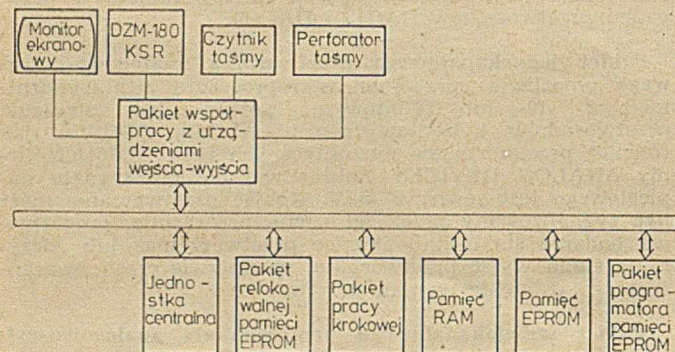 Monitor
ekrano-
wy
DZM-180
KSR
Czytnik
taśmy
Perforator
taśmy
Pakiet współ-
pracy z urzą-
dzeniami
wejścia-wyjścia
Jedno-
stka
centralna
Pakiet
reloko-
walnej
pamięci
EPROM
Pakiet
pracy
krokowej
Pamięć
RAM
Pamięć
EPROM
Pakiet
progra-
matora
pamięci
EPROM